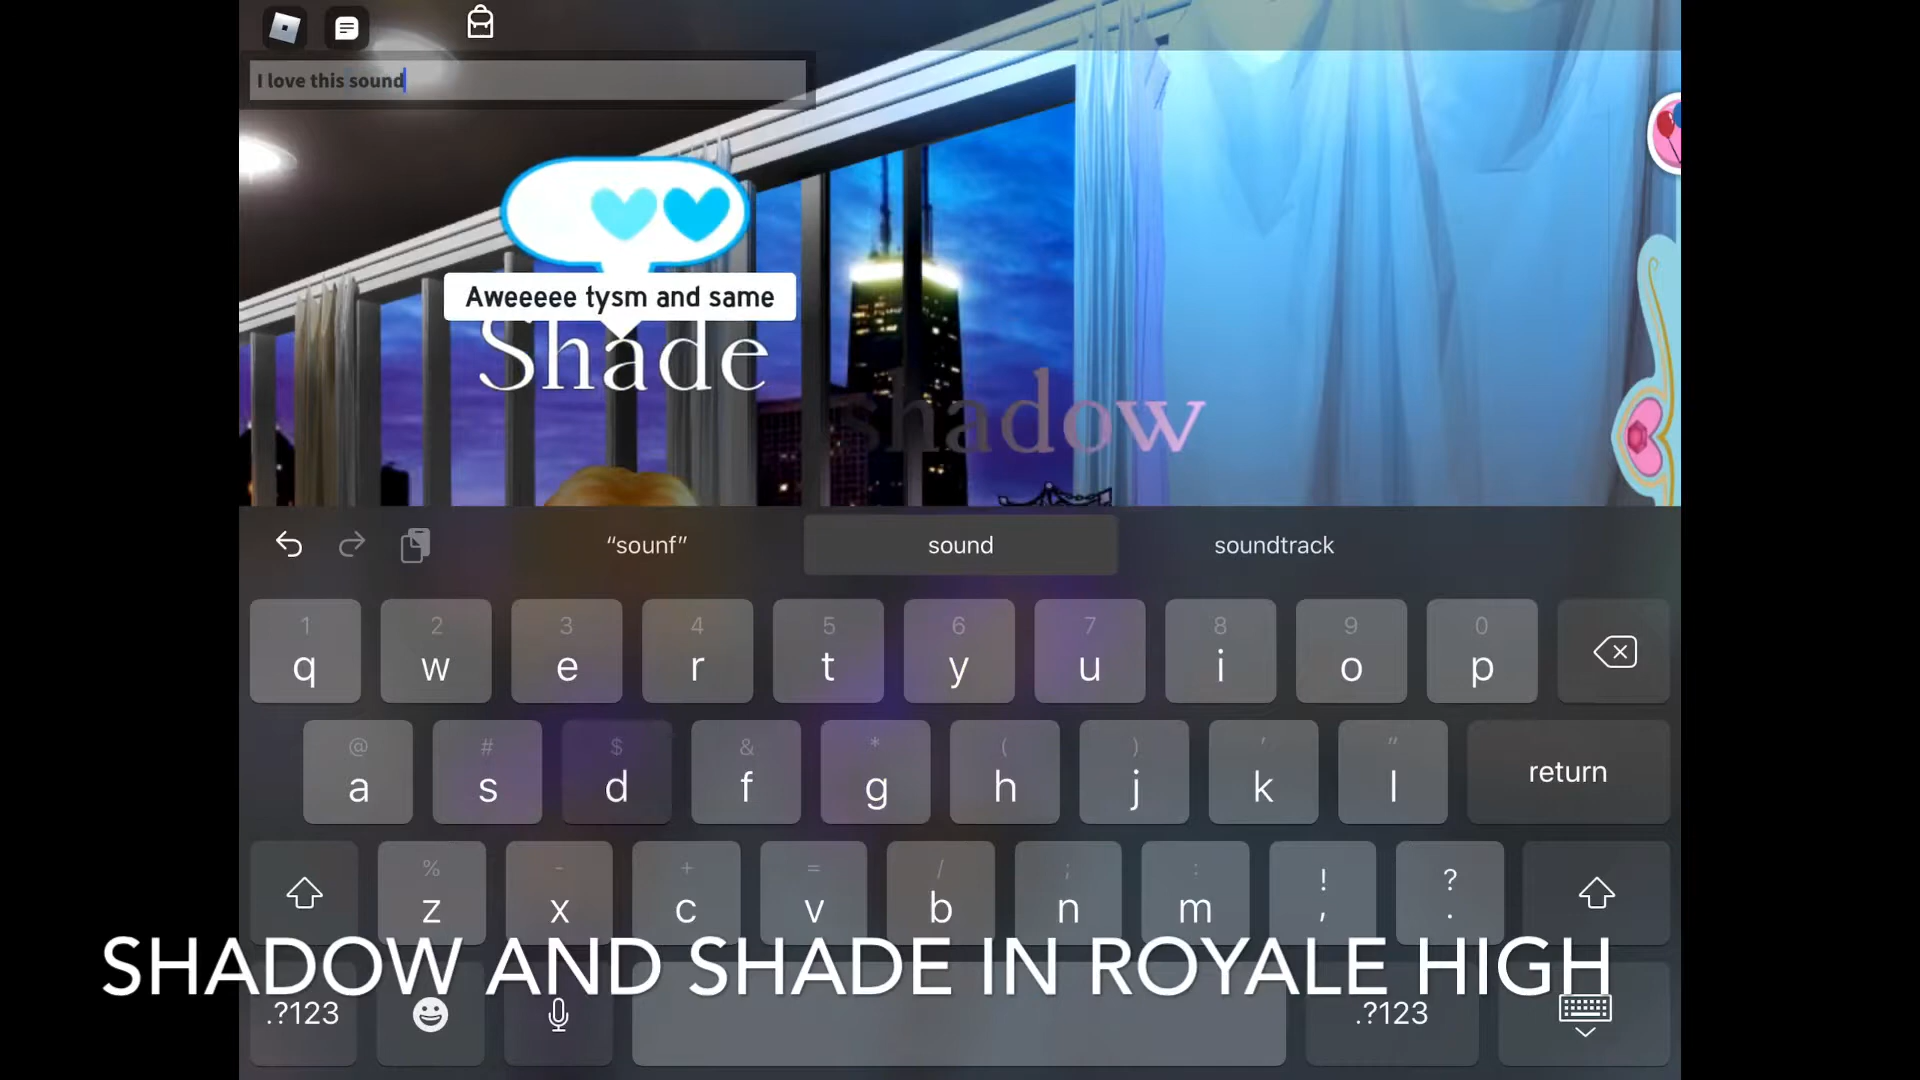 I love this sound
Aweeeee tysm and same
Shade
shadow
“sounf” sound soundtrack
1 2 3 4 5 6 7 8 9 0
q w e r t y u i o p
@ # $ & * ( ) ' "
a s d f g h j k l return
% - + = / ; : ! ?
z x c v b n m , .
SHADOW AND SHADE IN ROYALE HIGH
.?123 .?123